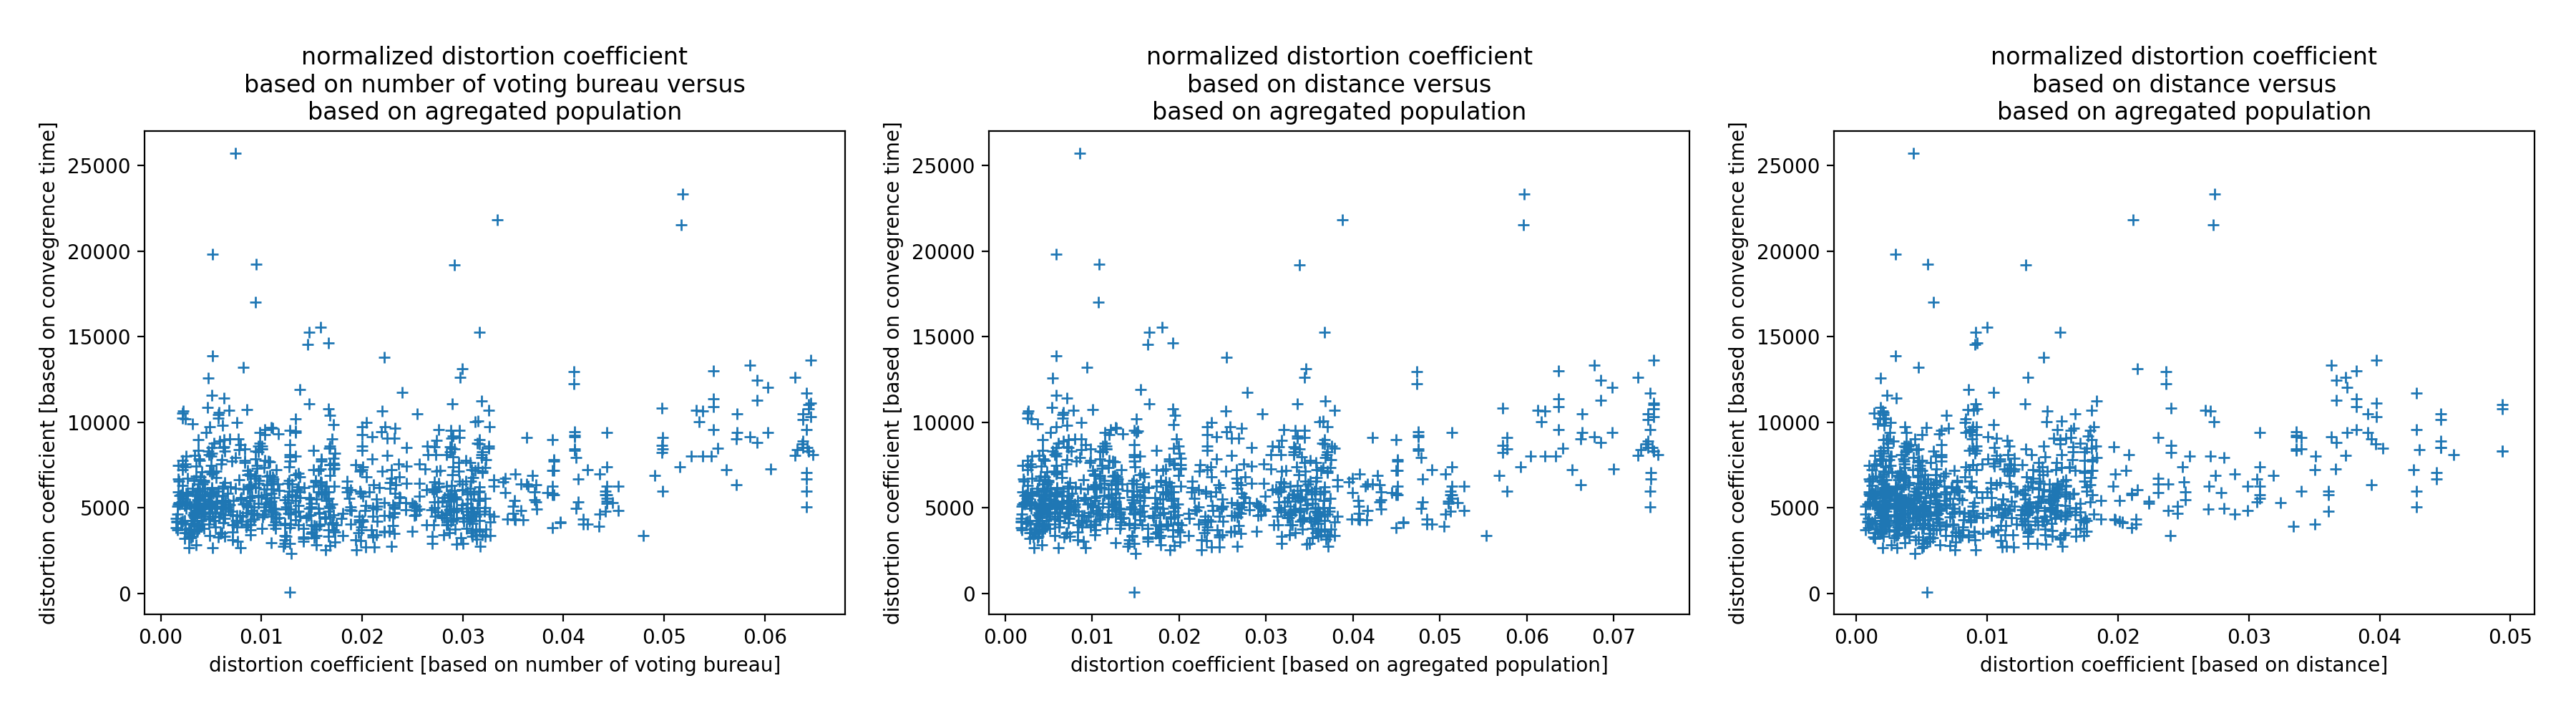 normalized distortion coefficient
based on number of voting bureau versus
based on agregated population
distortion coefficient [based on convegrence time]
25000
20000
15000
10000
5000
0
0.00 0.01 0.02 0.03 0.04 0.05 0.06
distortion coefficient [based on number of voting bureau]
normalized distortion coefficient
based on distance versus
based on agregated population
distortion coefficient [based on convegrence time]
25000
20000
15000
10000
5000
0
0.00 0.01 0.02 0.03 0.04 0.05 0.06 0.07
distortion coefficient [based on agregated population]
normalized distortion coefficient
based on distance versus
based on agregated population
distortion coefficient [based on convegrence time]
25000
20000
15000
10000
5000
0
0.00 0.01 0.02 0.03 0.04 0.05
distortion coefficient [based on distance]